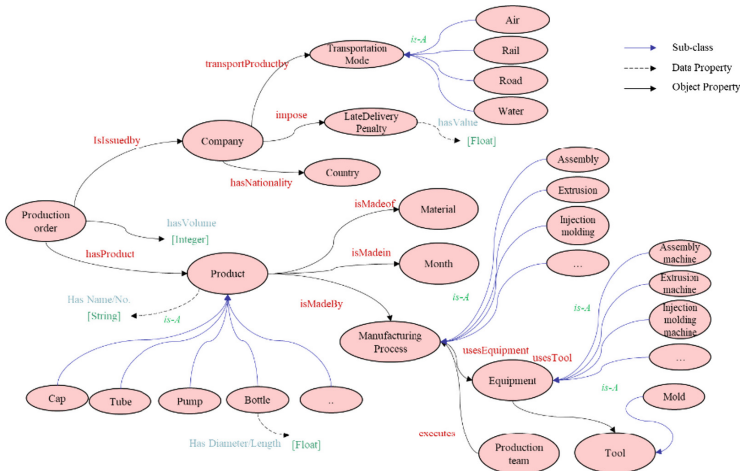 Air
is-A
Transportation
Mode
Rail
Sub-class
transportProductby
Data Property
Road
Object Property
Water
impose
LateDelivery
Penalty
hasValue
[Float]
IsIssuedby
Company
Assembly
hasNationality
Country
Extrusion
isMadeof
Material
Production
order
hasVolume
[Integer]
Injection
molding
hasProduct
Assembly
machine
isMadein
Month
...
Product
Extrusion
machine
Has Name/No.
[String]
is-A
isMadeBy
is-A
is-A
Injection
molding
machine
Manufacturing
Process
usesEquipment
usesTool
...
Equipment
is-A
Cap
Tube
Pump
Bottle
..
Mold
executes
Has Diameter/Length
[Float]
Production
team
Tool